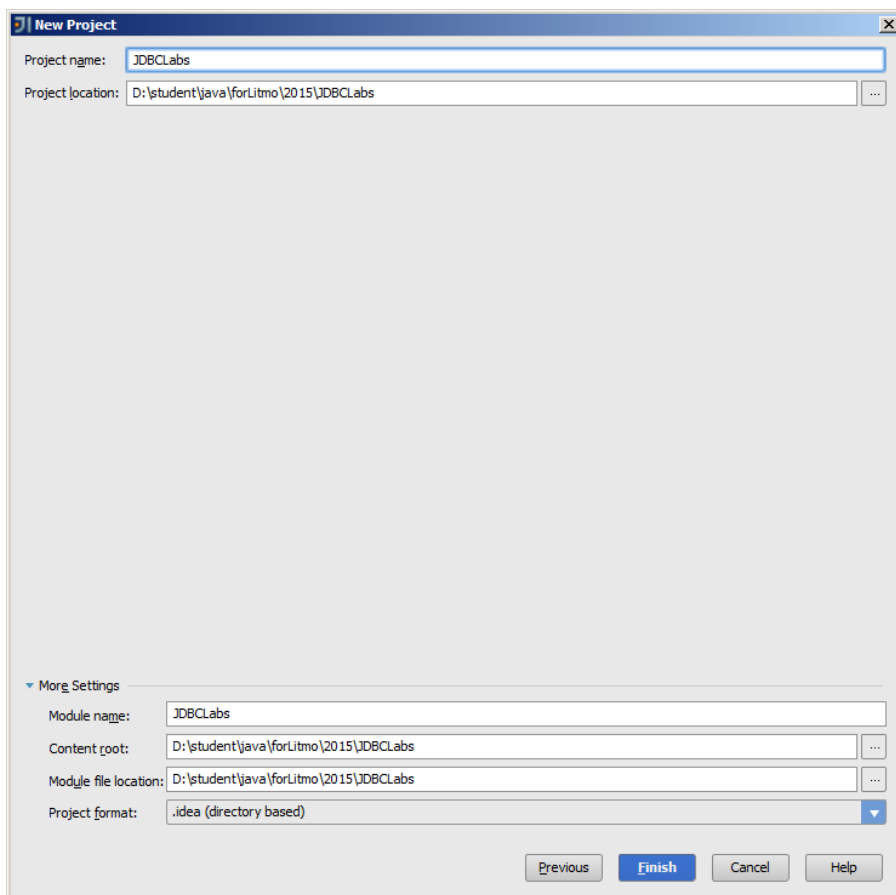 New Project
Project name: JDBCLabs
Project location: D:\student\java\forLitmo\2015\JDBCLabs ...
More Settings
Module name: JDBCLabs
Content root: D:\student\java\forLitmo\2015\JDBCLabs ...
Module file location: D:\student\java\forLitmo\2015\JDBCLabs ...
Project format: .idea (directory based)
Previous Finish Cancel Help